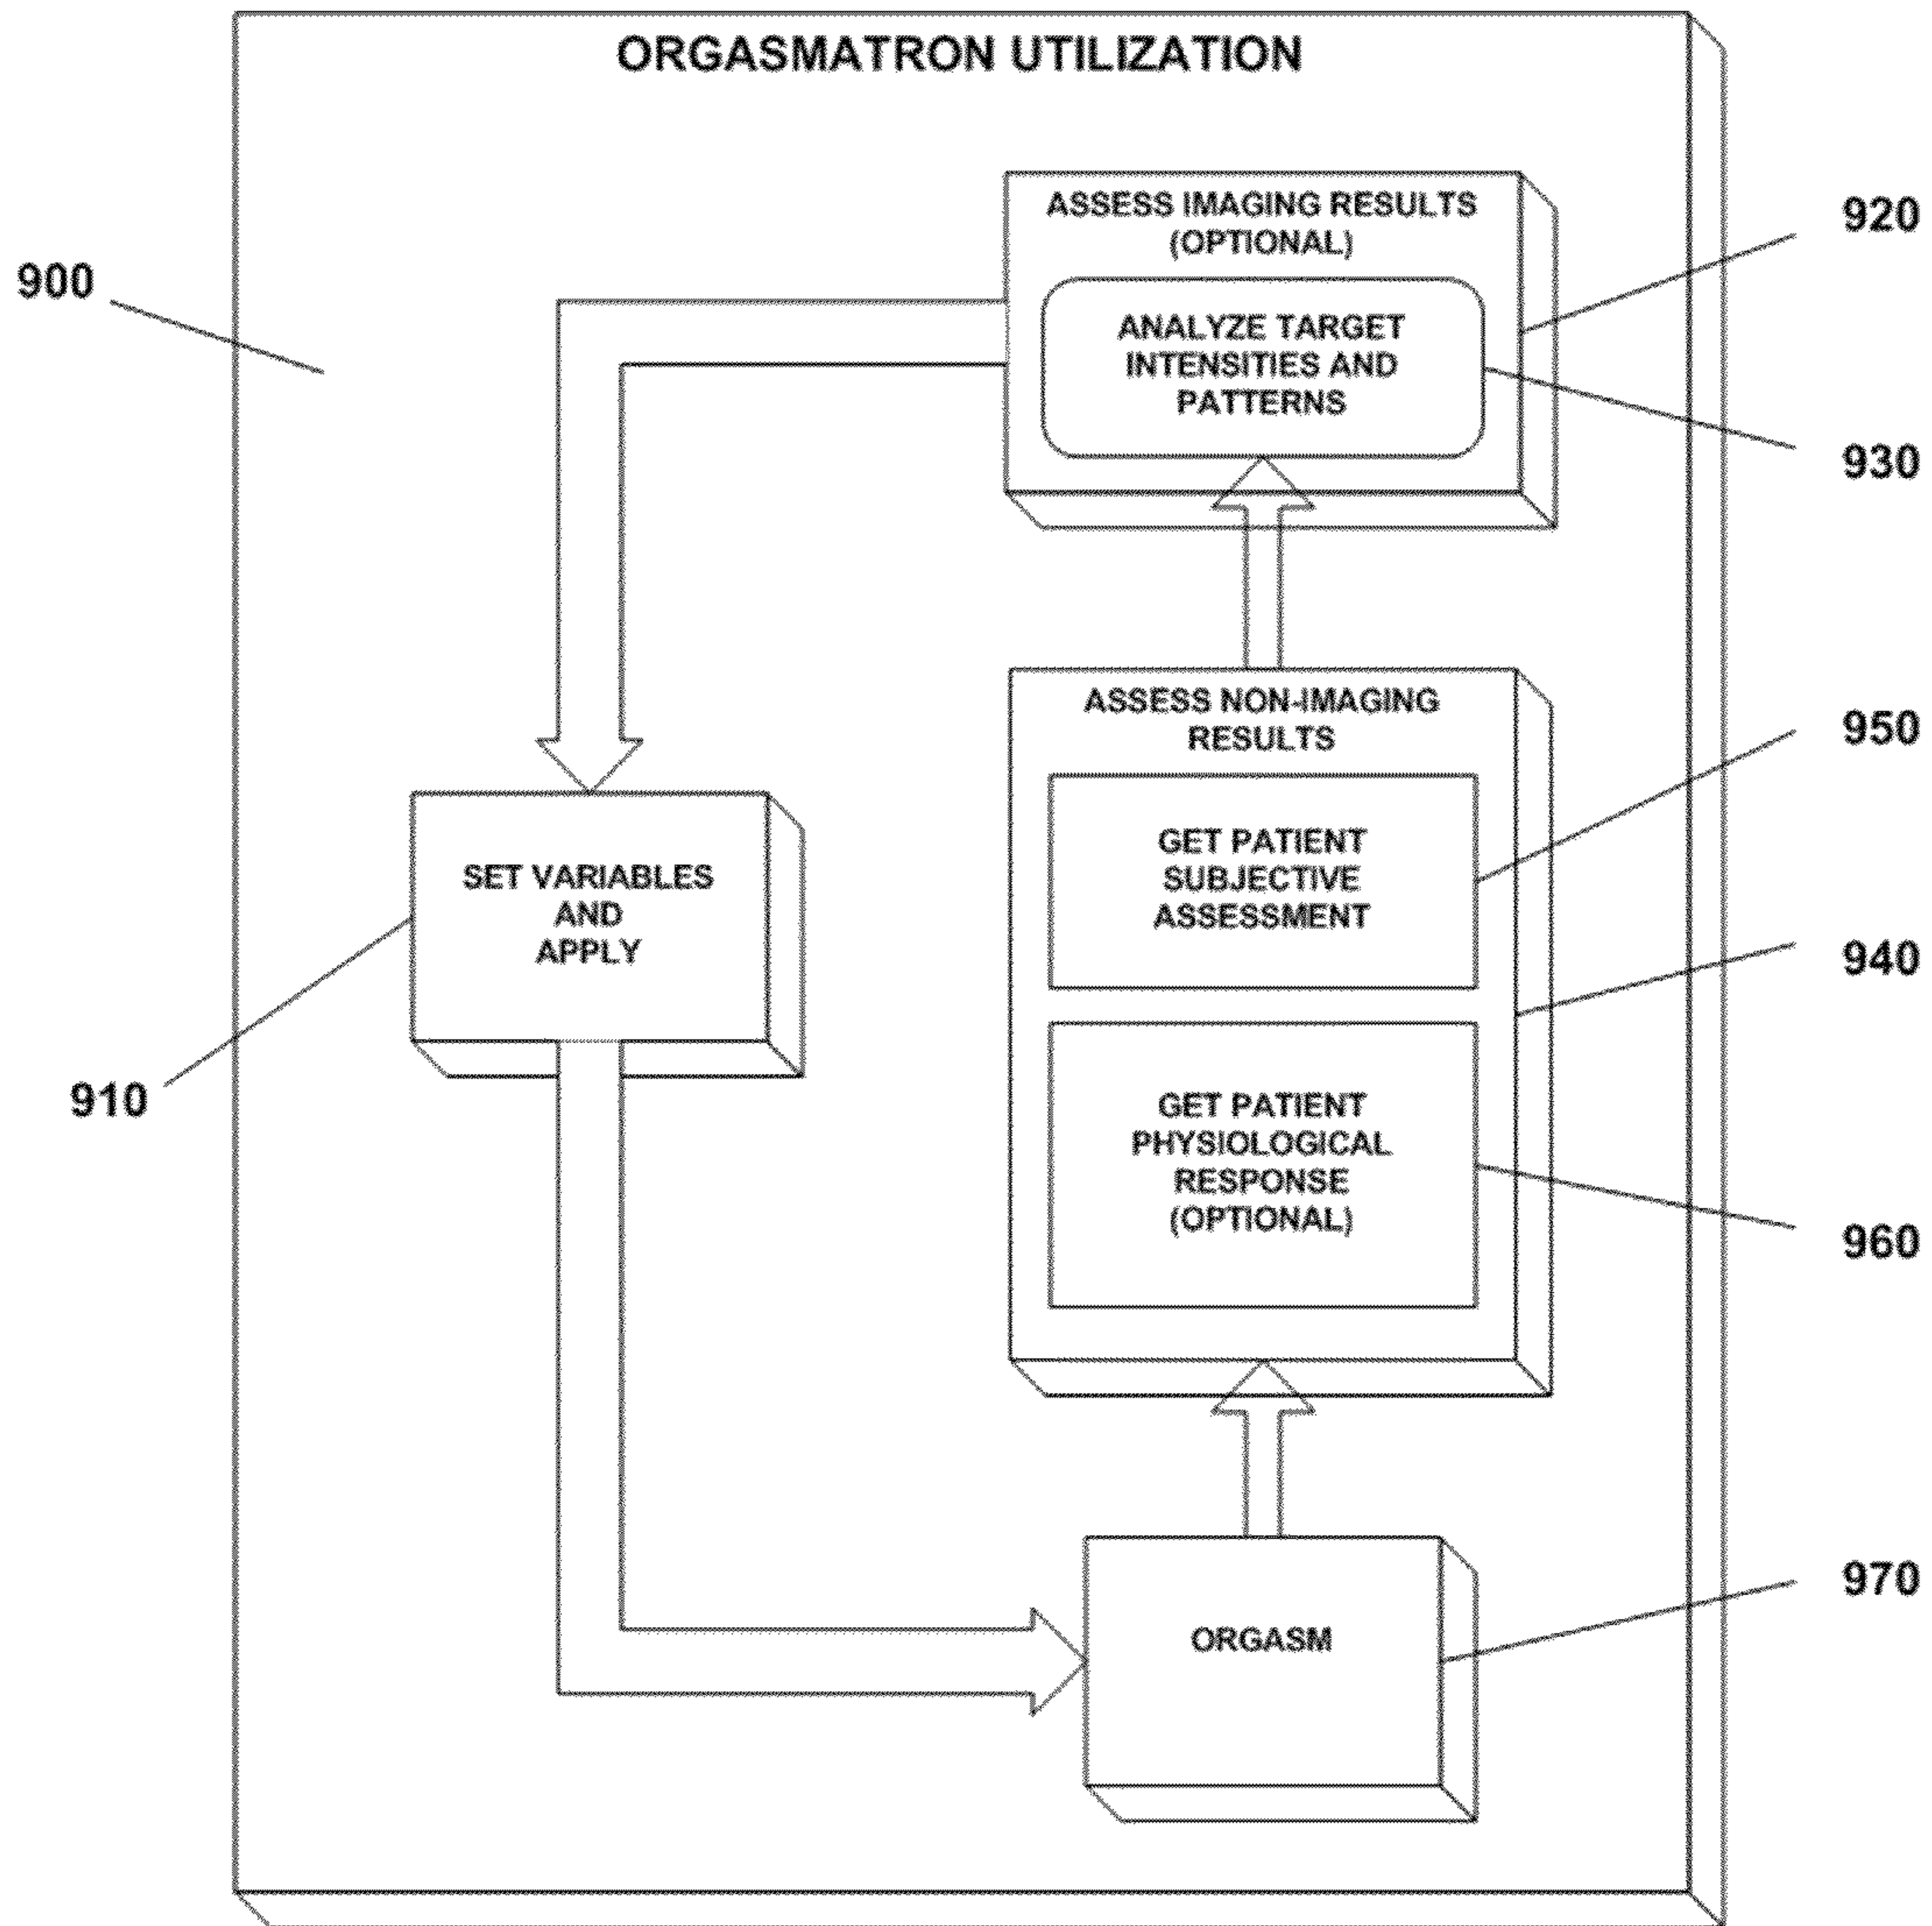 ORGASMATRON UTILIZATION
ASSESS IMAGING RESULTS
(OPTIONAL)
920
900
ANALYZE TARGET
INTENSITIES AND
PATTERNS
930
ASSESS NON-IMAGING
RESULTS
950
GET PATIENT
SUBJECTIVE
ASSESSMENT
940
SET VARIABLES
AND
APPLY
910
GET PATIENT
PHYSIOLOGICAL
RESPONSE
(OPTIONAL)
960
970
ORGASM